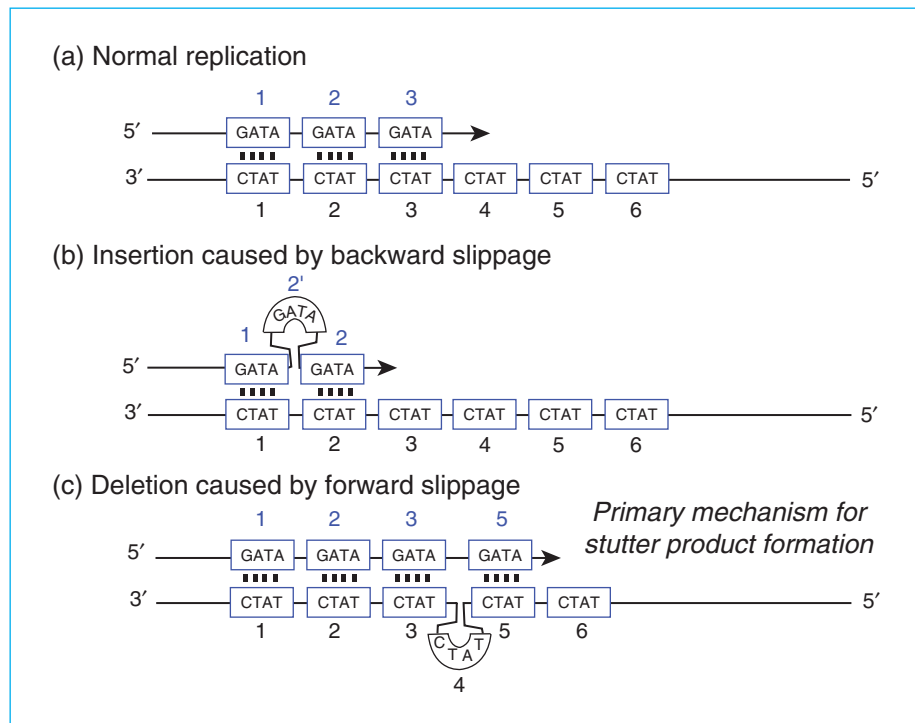 (a) Normal replication
1 2 3
5′ GATA GATA GATA
3′ CTAT CTAT CTAT CTAT CTAT CTAT 5′
1 2 3 4 5 6
(b) Insertion caused by backward slippage
2'
GATA
1 2
5′ GATA GATA
3′ CTAT CTAT CTAT CTAT CTAT CTAT 5′
1 2 3 4 5 6
(c) Deletion caused by forward slippage
1 2 3 5 Primary mechanism for
stutter product formation
5′ GATA GATA GATA GATA
3′ CTAT CTAT CTAT CTAT CTAT 5′
1 2 3 5 6
CTAT
4